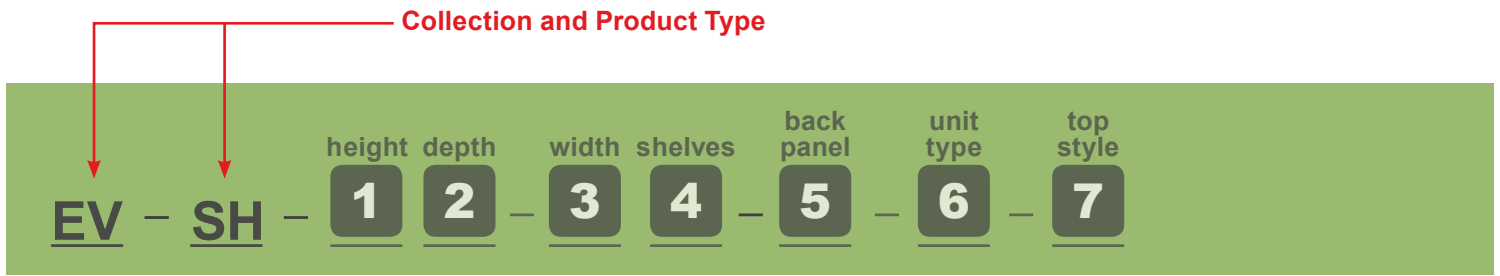 Collection and Product Type
back unit top
height depth width shelves panel type style
EV – SH – 1 2 – 3 4 – 5 – 6 – 7